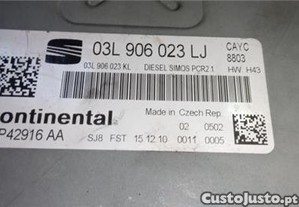 03L 906 023 LJ
CAYC
8803
03L 906 023 KL DIESEL SIMOS PCR2.1 HW H43
ontinental
Made in Czech Rep.
02 0502
P42916 AA SJ8 FST 15 12 10 0011 0005
CustoJusto.pt